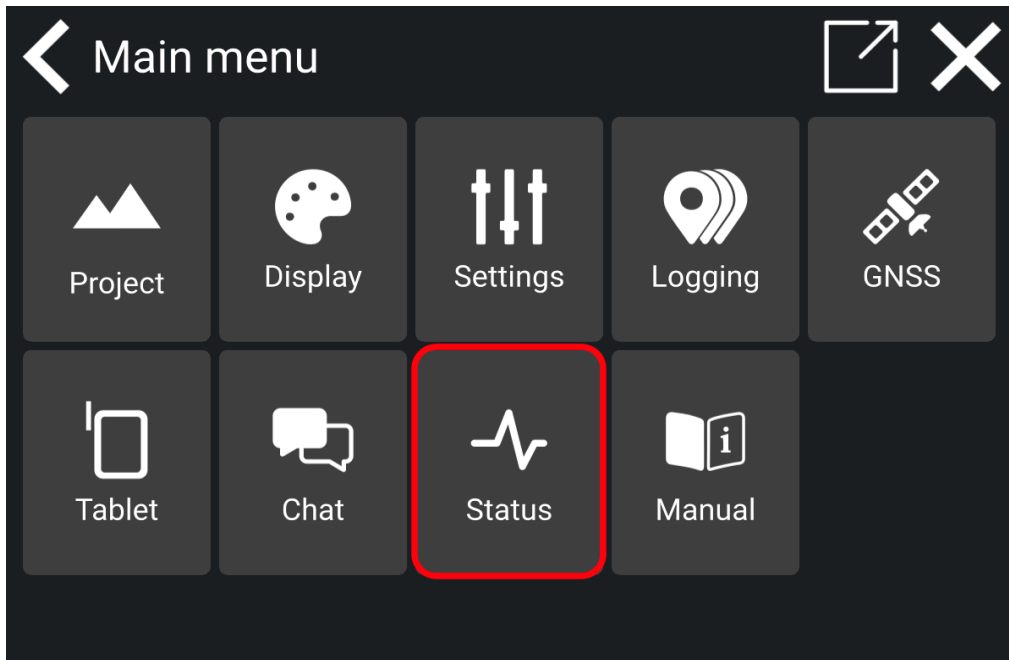 Main menu
Project
Display
Settings
Logging
GNSS
Tablet
Chat
Status
i
Manual